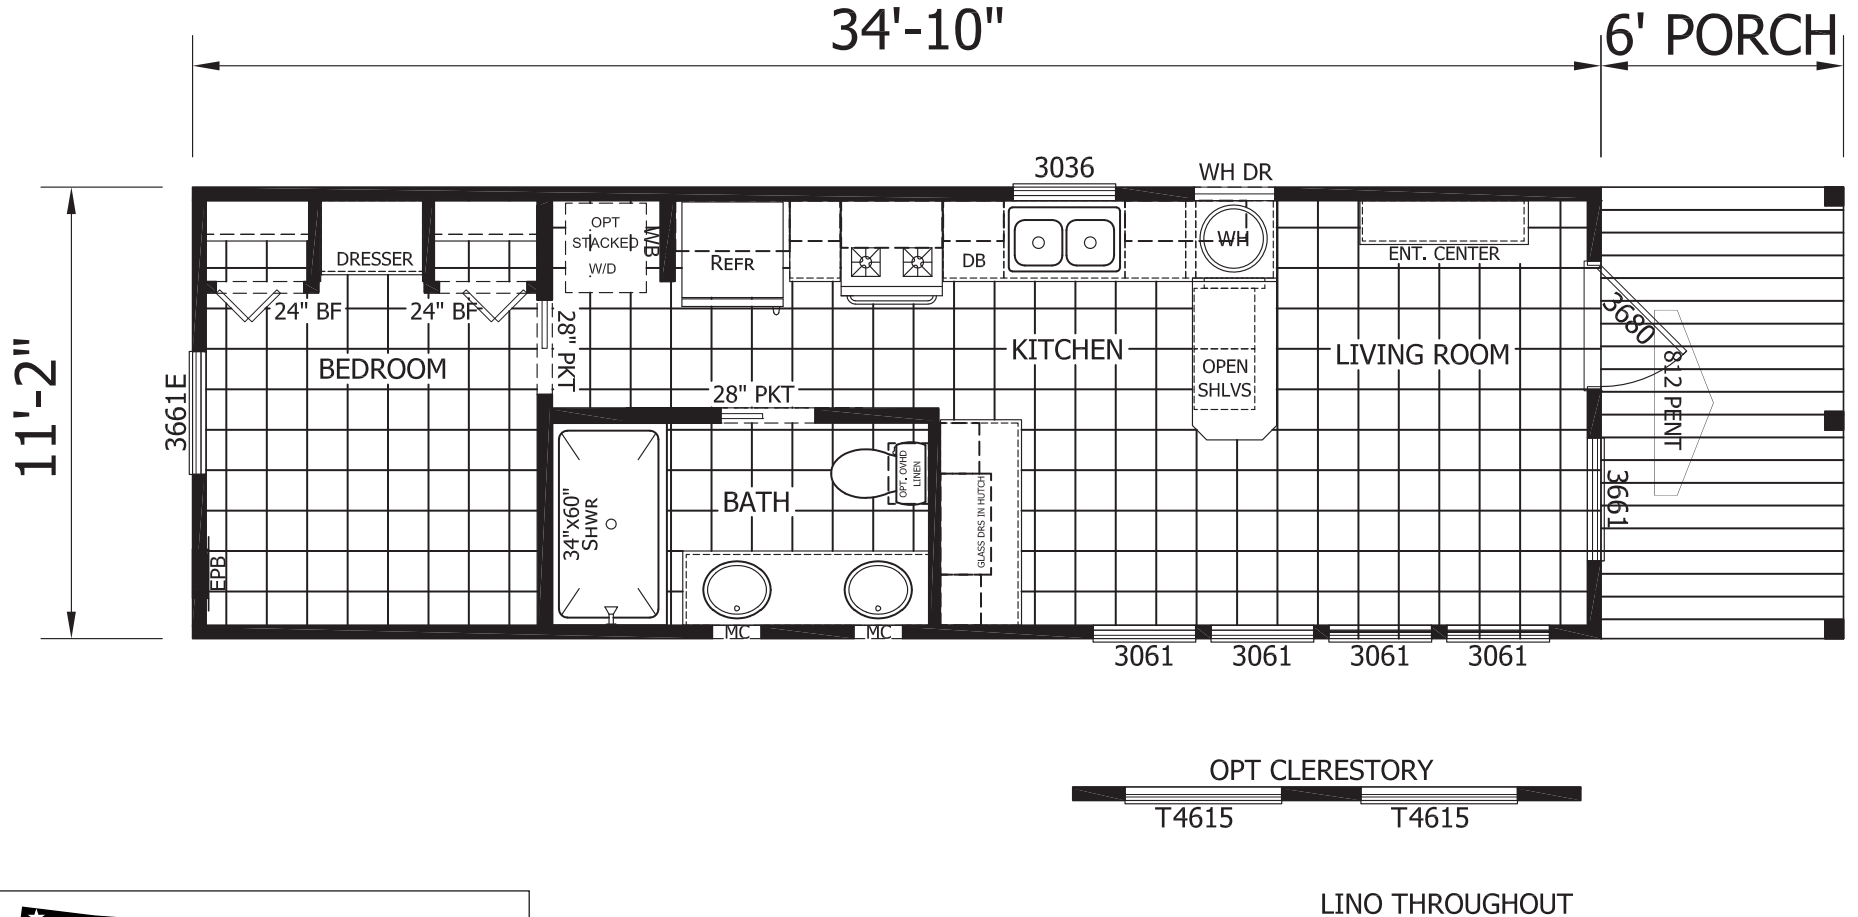 34'-10"
6' PORCH
3036
WH DR
OPT
STACKED
W/D
W/B
REFR
DB
WH
ENT. CENTER
DRESSER
24" BF
24" BF
28" PKT
3680
812 PENT
11'-2"
3661E
BEDROOM
KITCHEN
OPEN
SHLVS
LIVING ROOM
28" PKT
OPT. OVHD
LINEN
GLASS DRS IN HUTCH
BATH
34"x60"
SHWR
3661
EPB
MC
MC
3061
3061
3061
3061
OPT CLERESTORY
T4615
T4615
LINO THROUGHOUT